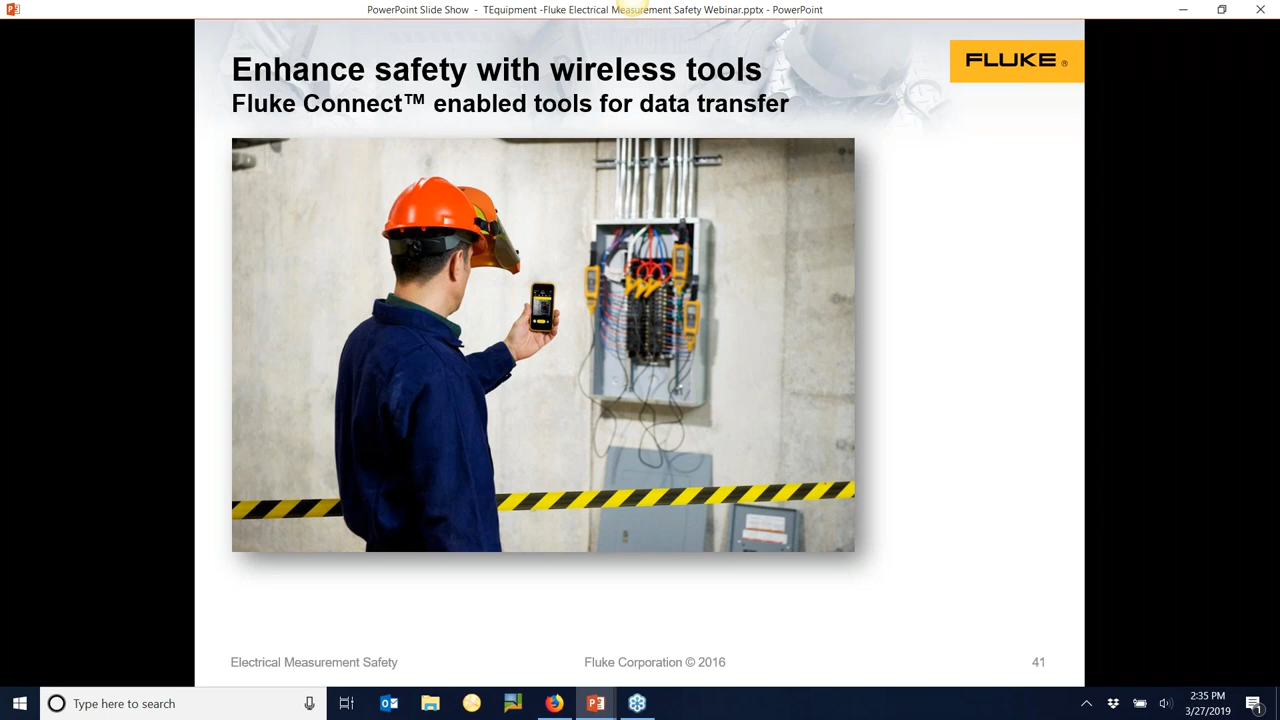 PowerPoint Slide Show - TEquipment -Fluke Electrical Measurement Safety Webinar.pptx - PowerPoint
Enhance safety with wireless tools
Fluke Connect™ enabled tools for data transfer
FLUKE®
Electrical Measurement Safety
Fluke Corporation © 2016
41
Type here to search
2:35 PM
3/27/2019
1